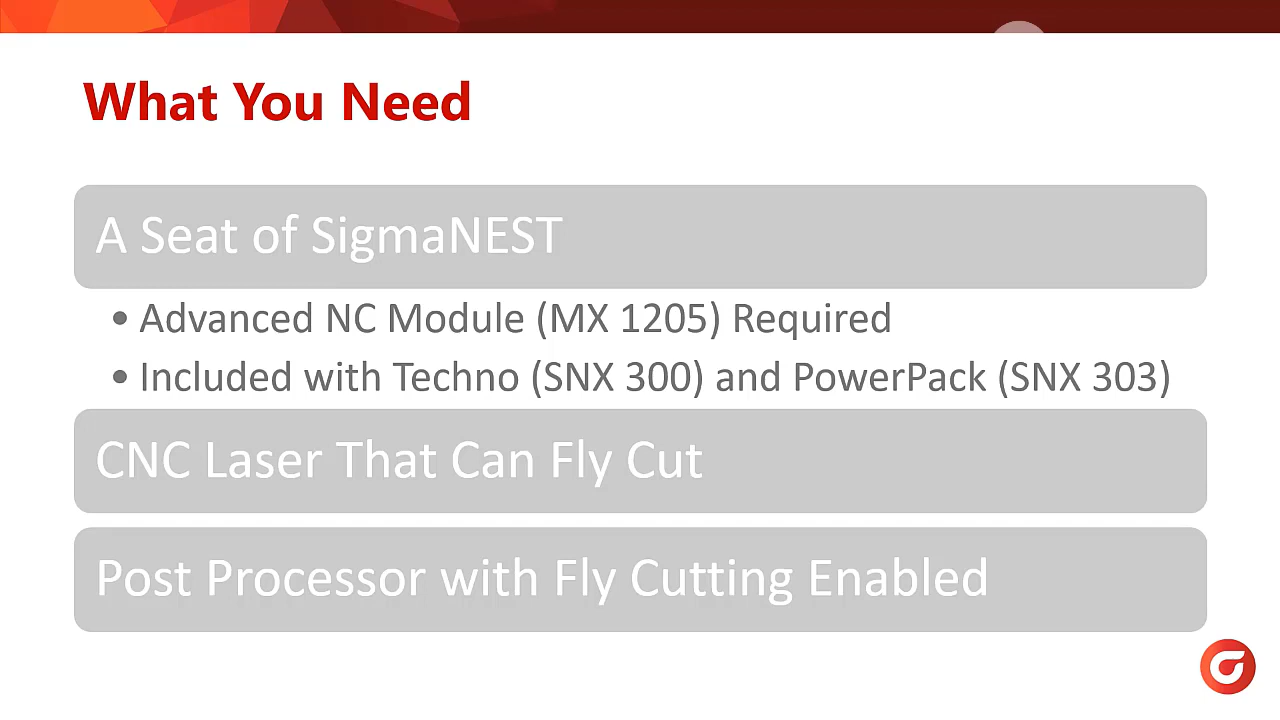 What You Need
A Seat of SigmaNEST
• Advanced NC Module (MX 1205) Required
• Included with Techno (SNX 300) and PowerPack (SNX 303)
CNC Laser That Can Fly Cut
Post Processor with Fly Cutting Enabled